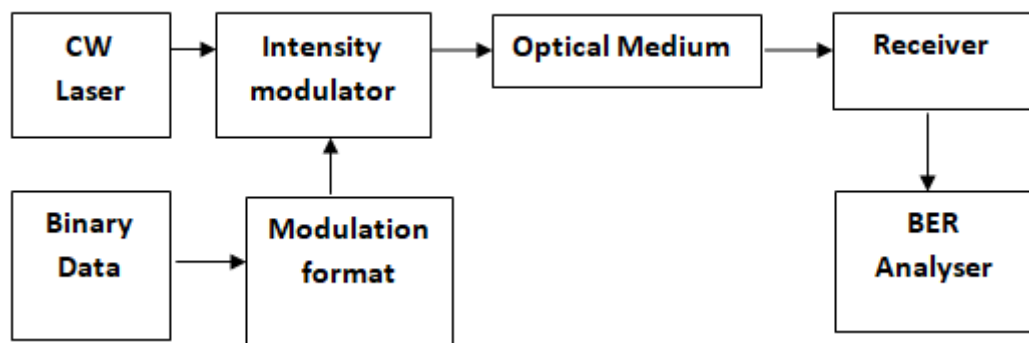 CW
Laser
Intensity
modulator
Optical Medium
Receiver
Binary
Data
Modulation
format
BER
Analyser